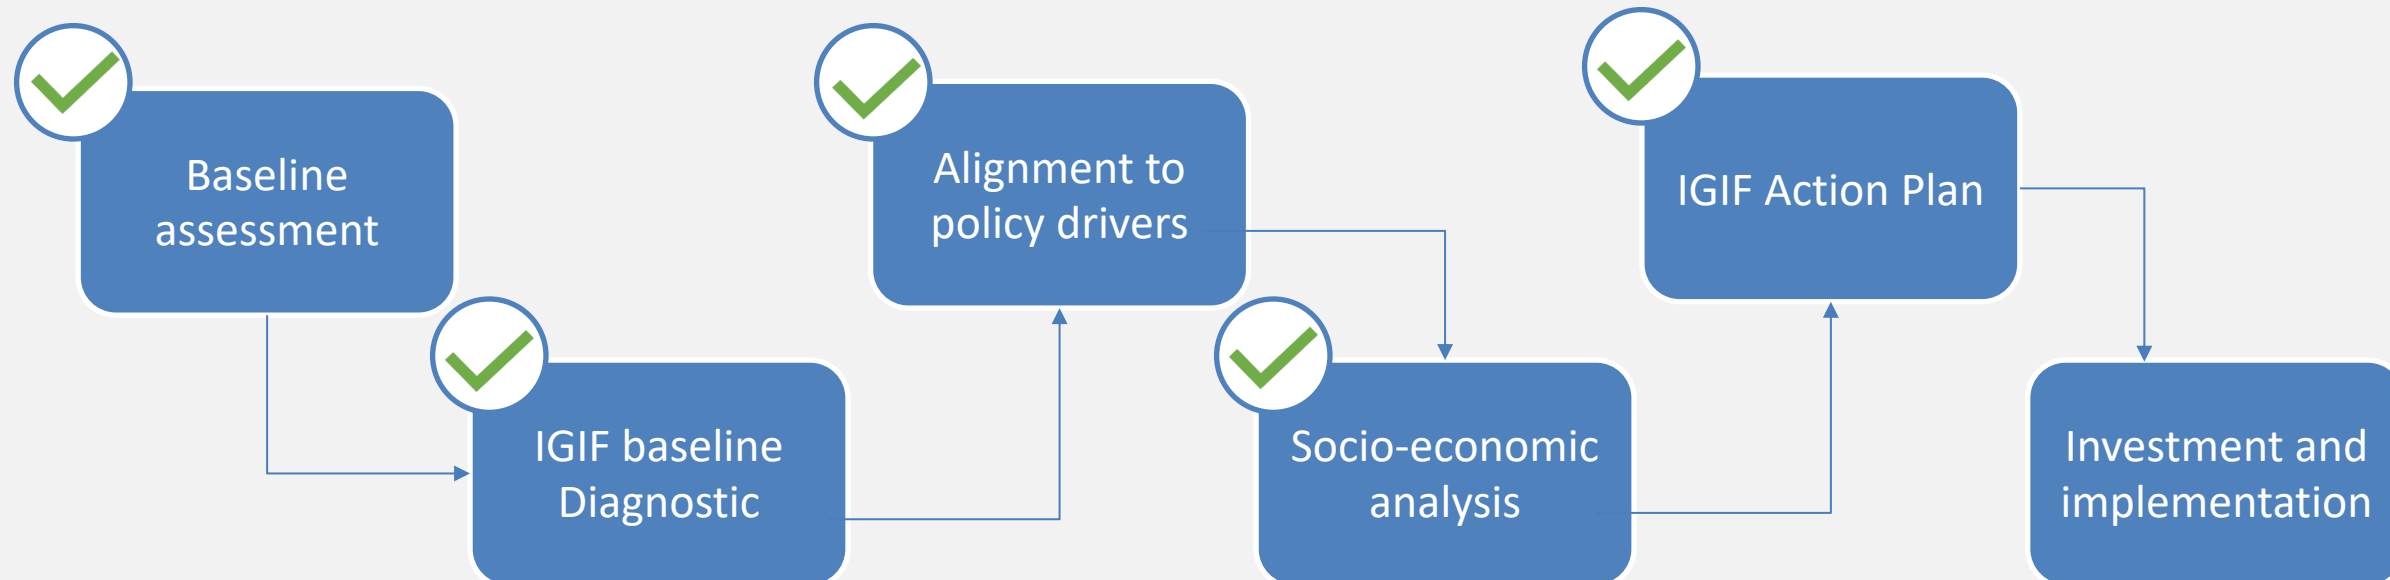 Baseline
assessment
IGIF baseline
Diagnostic
Alignment to
policy drivers
Socio-economic
analysis
IGIF Action Plan
Investment and
implementation